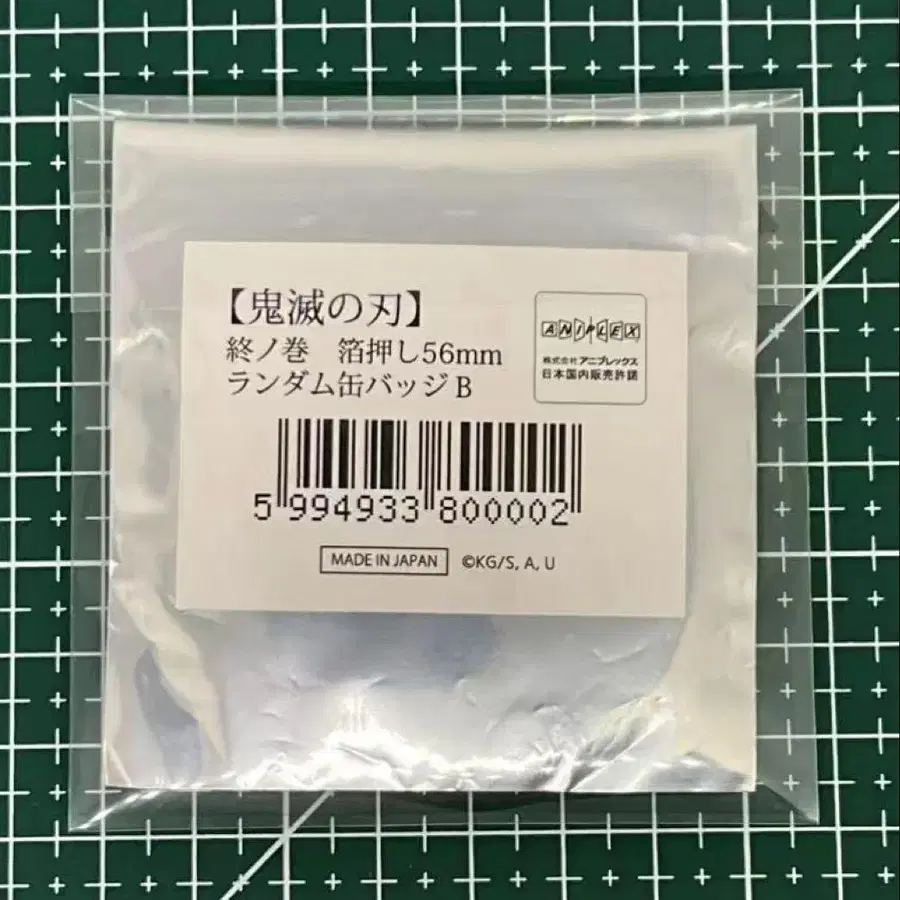 【鬼滅の刃】
終ノ巻　箔押し56mm
ランダム缶バッジ B
ANIPLEX
株式会社 アニプレックス
日本国内販売許諾
5 994933 800002
MADE IN JAPAN ©KG/S, A, U